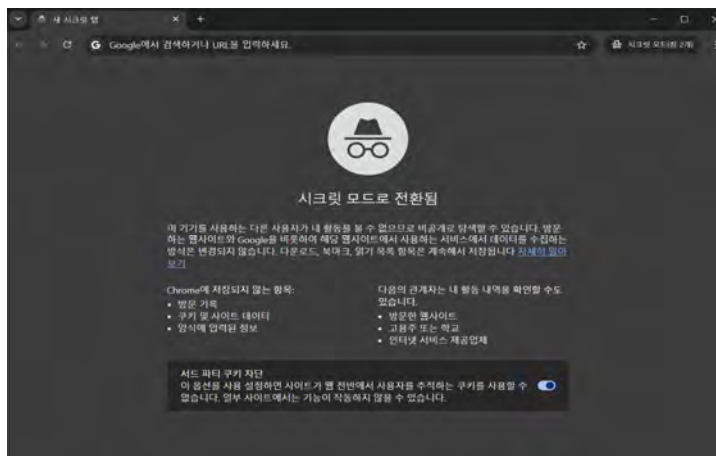 새 시크릿 탭
Google에서 검색하거나 URL을 입력하세요.
시크릿 모드(창 2개)
시크릿 모드로 전환됨
이 기기를 사용하는 다른 사용자가 내 활동을 볼 수 없으므로 비공개로 탐색할 수 있습니다. 방문
하는 웹사이트와 Google을 비롯하여 해당 웹사이트에서 사용하는 서비스에서 데이터를 수집하는
방식은 변경되지 않습니다. 다운로드, 북마크, 읽기 목록 항목은 계속해서 저장됩니다 자세히 알아
보기
Chrome에 저장되지 않는 항목:
• 방문 기록
• 쿠키 및 사이트 데이터
• 양식에 입력된 정보
다음의 관계자는 내 활동 내역을 확인할 수도
있습니다.
• 방문한 웹사이트
• 고용주 또는 학교
• 인터넷 서비스 제공업체
서드 파티 쿠키 차단
이 옵션을 사용 설정하면 사이트가 웹 전반에서 사용자를 추적하는 쿠키를 사용할 수
없습니다. 일부 사이트에서는 기능이 작동하지 않을 수 있습니다.